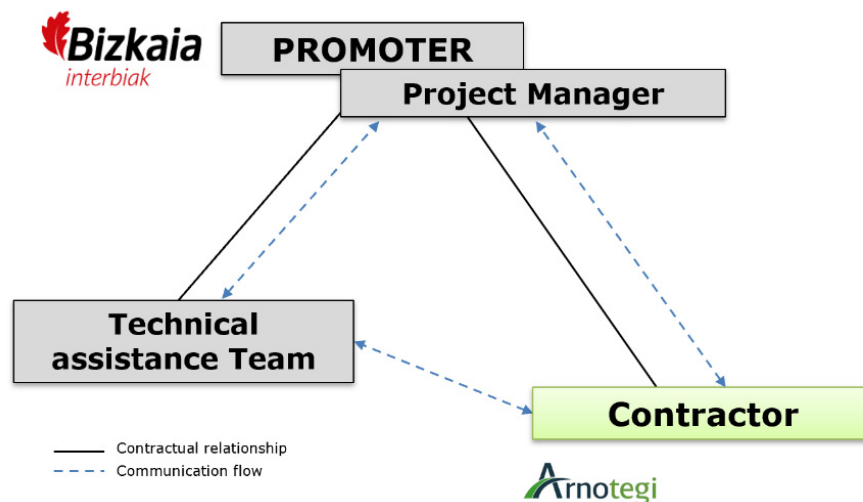 Bizkaia
interbiak
PROMOTER
Project Manager
Technical
assistance Team
Contractor
Contractual relationship
Communication flow
Arnotegi